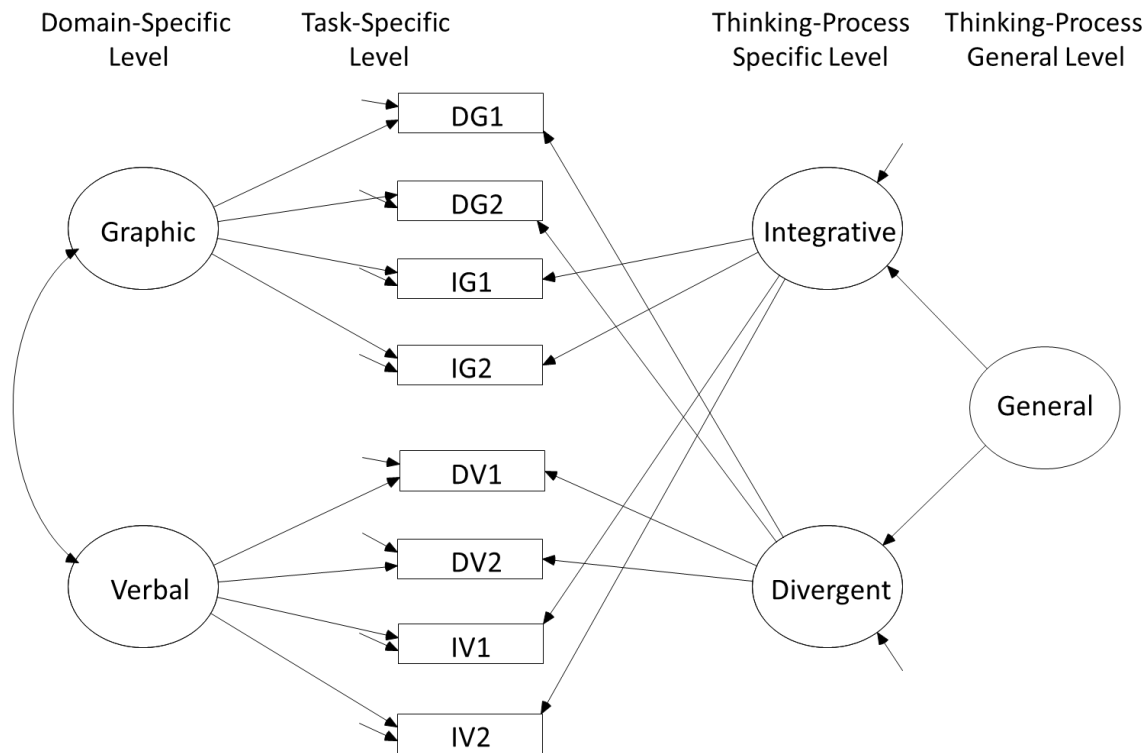 Domain-Specific
Level
Task-Specific
Level
Thinking-Process
Specific Level
Thinking-Process
General Level
DG1
DG2
Graphic
Integrative
IG1
IG2
General
DV1
DV2
Verbal
Divergent
IV1
IV2